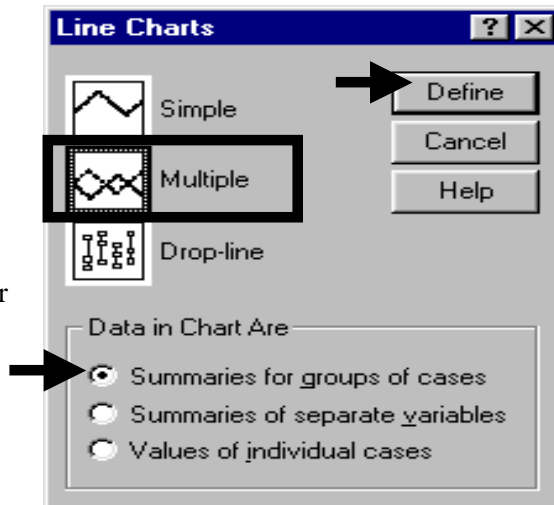 Line Charts
? ×
Simple
Define
Multiple
Cancel
Help
Drop-line
r
Data in Chart Are
Summaries for groups of cases
Summaries of separate variables
Values of individual cases